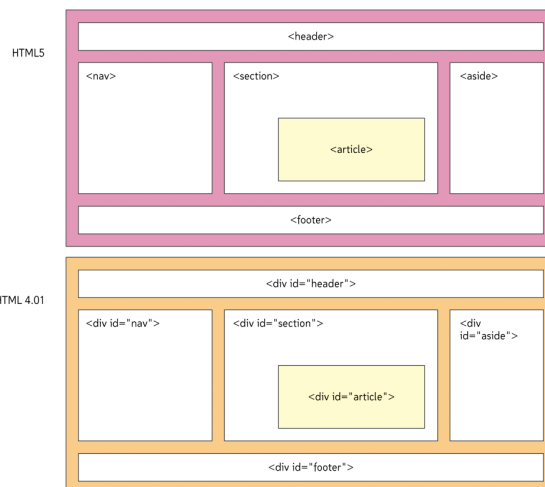 HTML5
<header>
<nav>
<section>
<aside>
<article>
<footer>
HTML 4.01
<div id="header">
<div id="nav">
<div id="section">
<div
id="aside">
<div id="article">
<div id="footer">